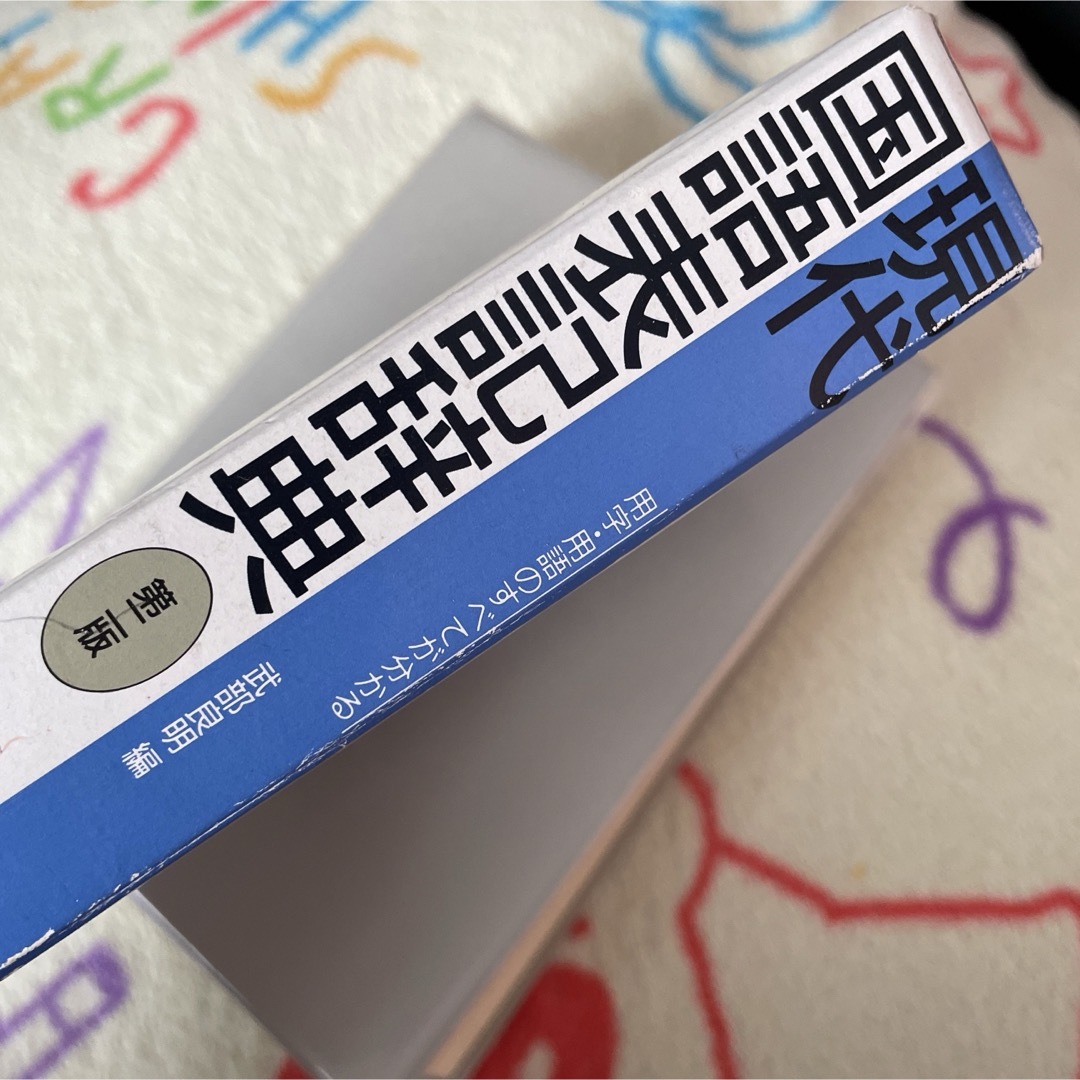 現代
国語表記辞典
第二版
用字・用語のすべてが分かる
武部良明 編